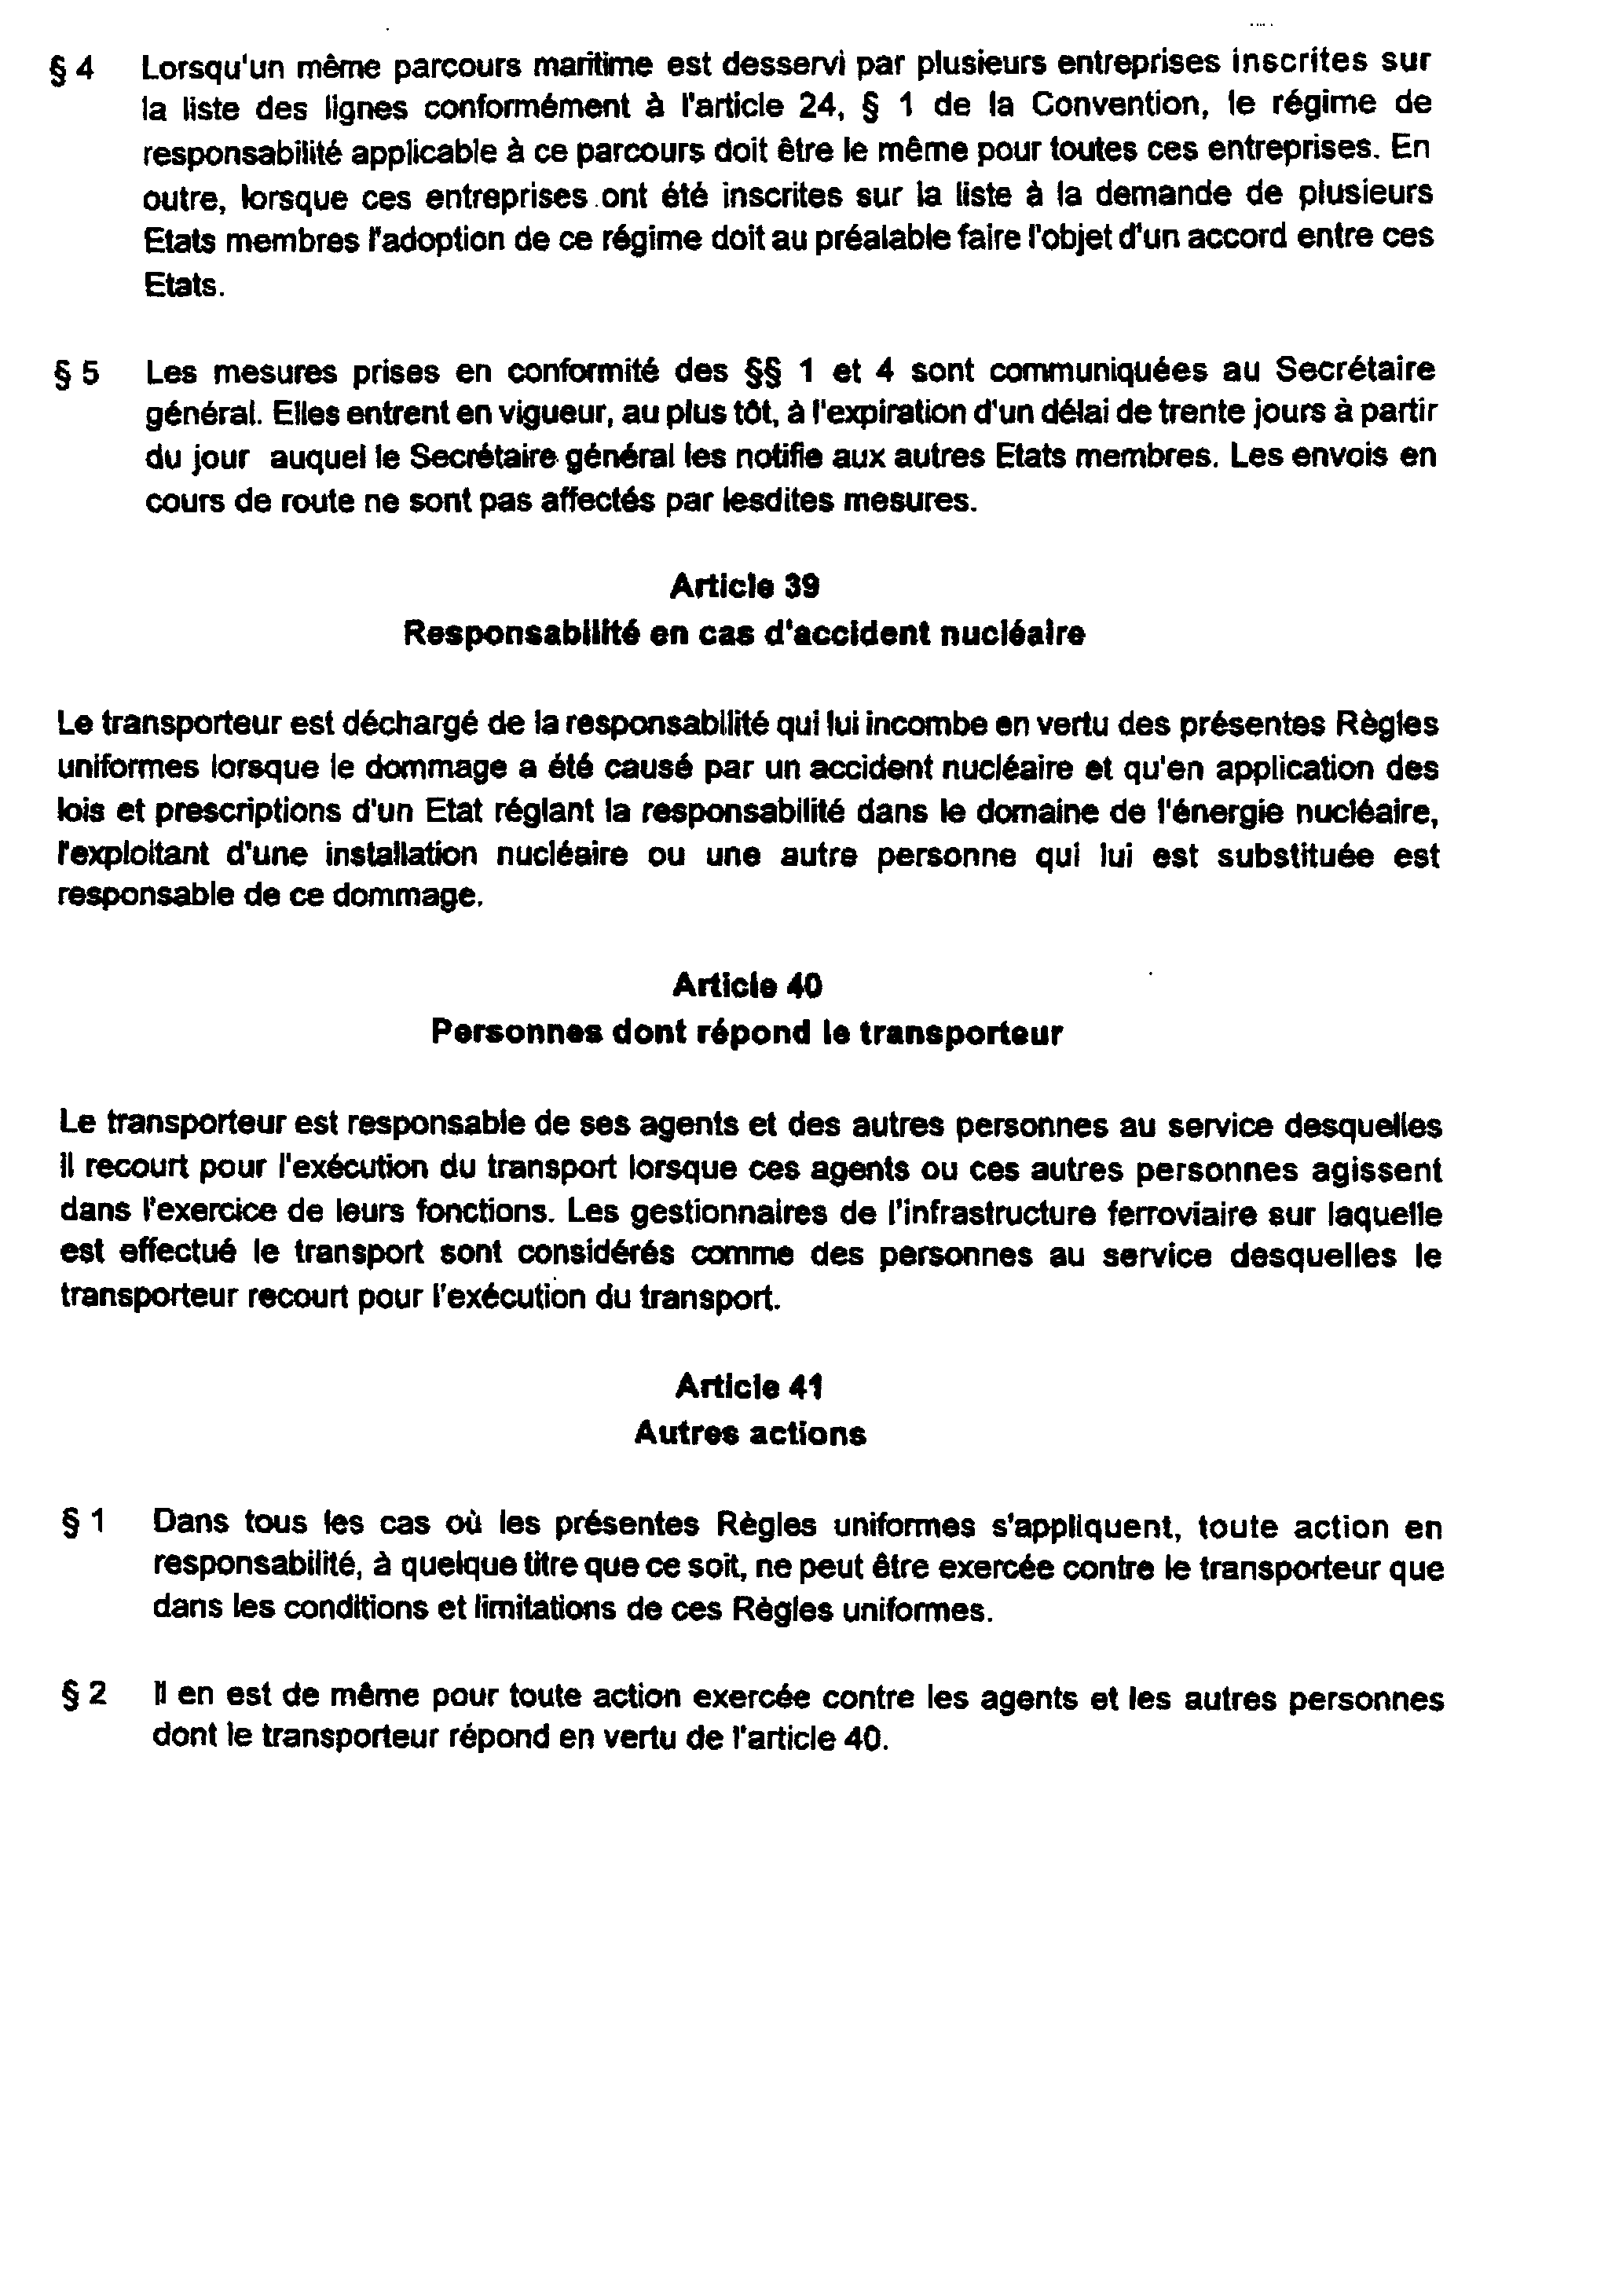 § 4 Lorsqu'un même parcours maritime est desservi par plusieurs entreprises inscrites sur
la liste des lignes conformément à l'article 24, § 1 de la Convention, le régime de
responsabilité applicable à ce parcours doit être le même pour toutes ces entreprises. En
outre, lorsque ces entreprises ont été inscrites sur la liste à la demande de plusieurs
Etats membres l'adoption de ce régime doit au préalable faire l'objet d'un accord entre ces
Etats.
§ 5 Les mesures prises en conformité des §§ 1 et 4 sont communiquées au Secrétaire
général. Elles entrent en vigueur, au plus tôt, à l'expiration d'un délai de trente jours à partir
du jour auquel le Secrétaire général les notifie aux autres Etats membres. Les envois en
cours de route ne sont pas affectés par lesdites mesures.
Article 39
Responsabilité en cas d'accident nucléaire
Le transporteur est déchargé de la responsabilité qui lui incombe en vertu des présentes Règles
uniformes lorsque le dommage a été causé par un accident nucléaire et qu'en application des
lois et prescriptions d'un Etat réglant la responsabilité dans le domaine de l'énergie nucléaire,
l'exploitant d'une installation nucléaire ou une autre personne qui lui est substituée est
responsable de ce dommage.
Article 40
Personnes dont répond le transporteur
Le transporteur est responsable de ses agents et des autres personnes au service desquelles
il recourt pour l'exécution du transport lorsque ces agents ou ces autres personnes agissent
dans l'exercice de leurs fonctions. Les gestionnaires de l'infrastructure ferroviaire sur laquelle
est effectué le transport sont considérés comme des personnes au service desquelles le
transporteur recourt pour l'exécution du transport.
Article 41
Autres actions
§ 1 Dans tous les cas où les présentes Règles uniformes s'appliquent, toute action en
responsabilité, à quelque titre que ce soit, ne peut être exercée contre le transporteur que
dans les conditions et limitations de ces Règles uniformes.
§ 2 Il en est de même pour toute action exercée contre les agents et les autres personnes
dont le transporteur répond en vertu de l'article 40.